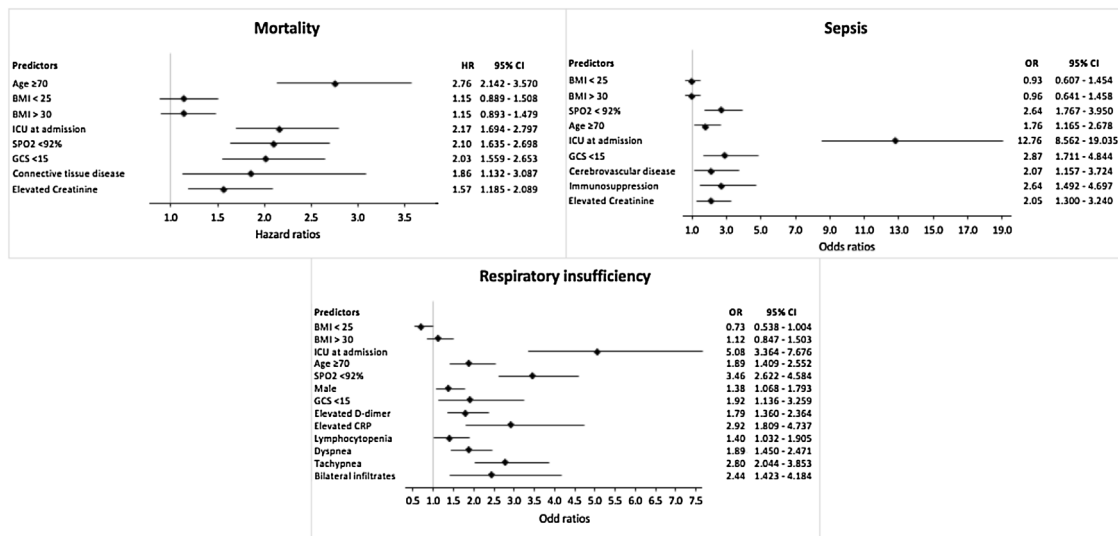 Mortality
Predictors HR 95% CI
Age ≥70 2.76 2.142 - 3.570
BMI < 25 1.15 0.889 - 1.508
BMI > 30 1.15 0.893 - 1.479
ICU at admission 2.17 1.694 - 2.797
SPO2 <92% 2.10 1.635 - 2.698
GCS <15 2.03 1.559 - 2.653
Connective tissue disease 1.86 1.132 - 3.087
Elevated Creatinine 1.57 1.185 - 2.089
1.0 1.5 2.0 2.5 3.0 3.5
Hazard ratios
Sepsis
Predictors OR 95% CI
BMI < 25 0.93 0.607 - 1.454
BMI > 30 0.96 0.641 - 1.458
SPO2 < 92% 2.64 1.767 - 3.950
Age ≥70 1.76 1.165 - 2.678
ICU at admission 12.76 8.562 - 19.035
GCS <15 2.87 1.711 - 4.844
Cerebrovascular disease 2.07 1.157 - 3.724
Immunosuppression 2.64 1.492 - 4.697
Elevated Creatinine 2.05 1.300 - 3.240
1.0 3.0 5.0 7.0 9.0 11.0 13.0 15.0 17.0 19.0
Odds ratios
Respiratory insufficiency
Predictors OR 95% CI
BMI < 25 0.73 0.538 - 1.004
BMI > 30 1.12 0.847 - 1.503
ICU at admission 5.08 3.364 - 7.676
Age ≥70 1.89 1.409 - 2.552
SPO2 <92% 3.46 2.622 - 4.584
Male 1.38 1.068 - 1.793
GCS <15 1.92 1.136 - 3.259
Elevated D-dimer 1.79 1.360 - 2.364
Elevated CRP 2.92 1.809 - 4.737
Lymphocytopenia 1.40 1.032 - 1.905
Dyspnea 1.89 1.450 - 2.471
Tachypnea 2.80 2.044 - 3.853
Bilateral infiltrates 2.44 1.423 - 4.184
0.5 1.0 1.5 2.0 2.5 3.0 3.5 4.0 4.5 5.0 5.5 6.0 6.5 7.0 7.5
Odd ratios